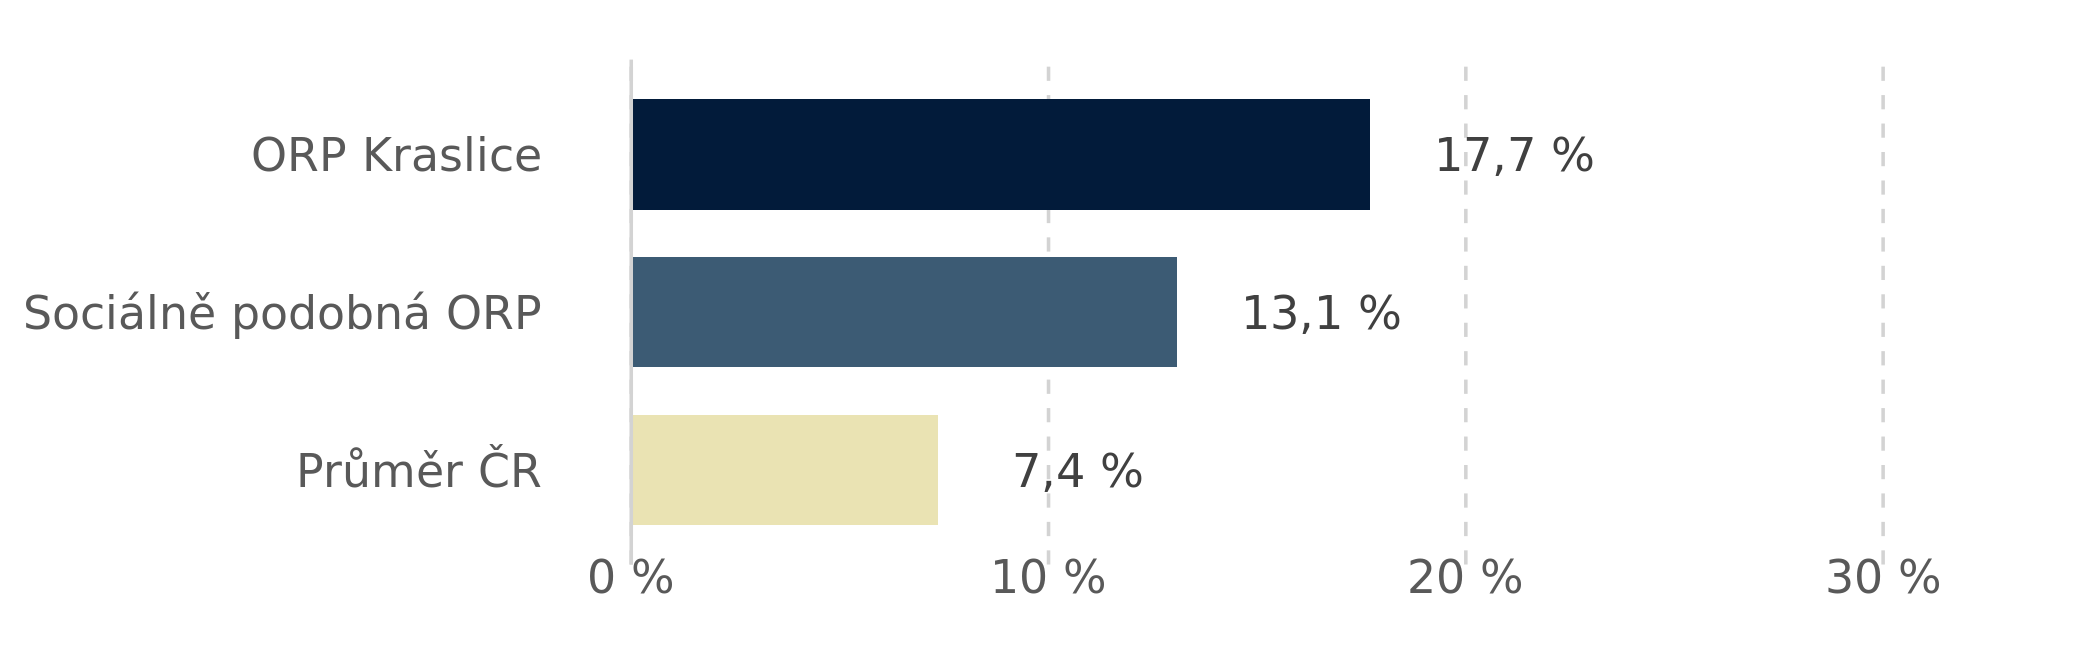 ORP Kraslice 17,7 %
Sociálně podobná ORP 13,1 %
Průměr ČR 7,4 %
0 % 10 % 20 % 30 %